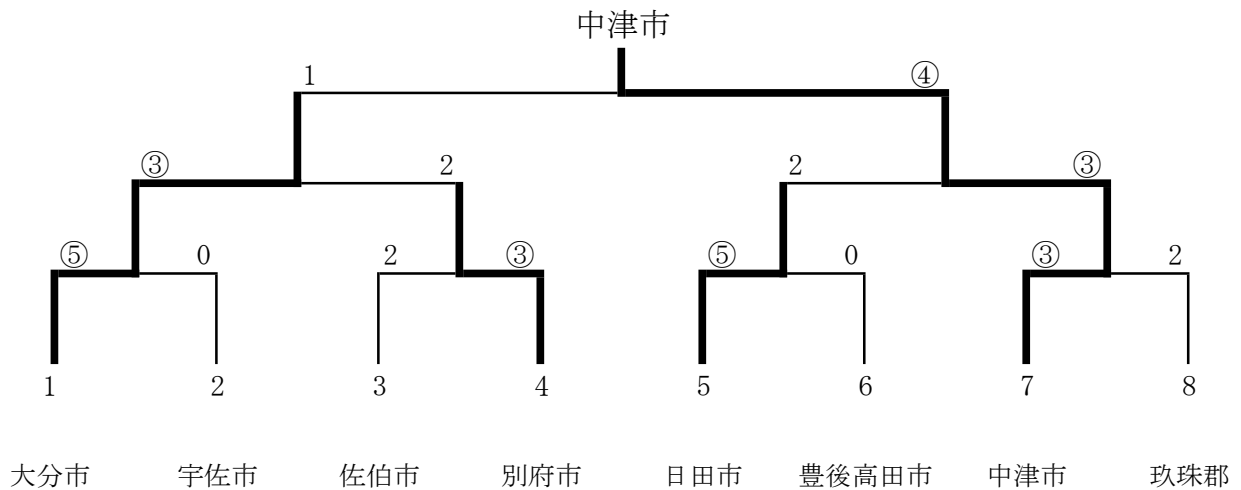 中津市
1 ④
③ 2 2 ③
⑤ 0 2 ③ ⑤ 0 ③ 2
1 2 3 4 5 6 7 8
大分市 宇佐市 佐伯市 別府市 日田市 豊後高田市 中津市 玖珠郡